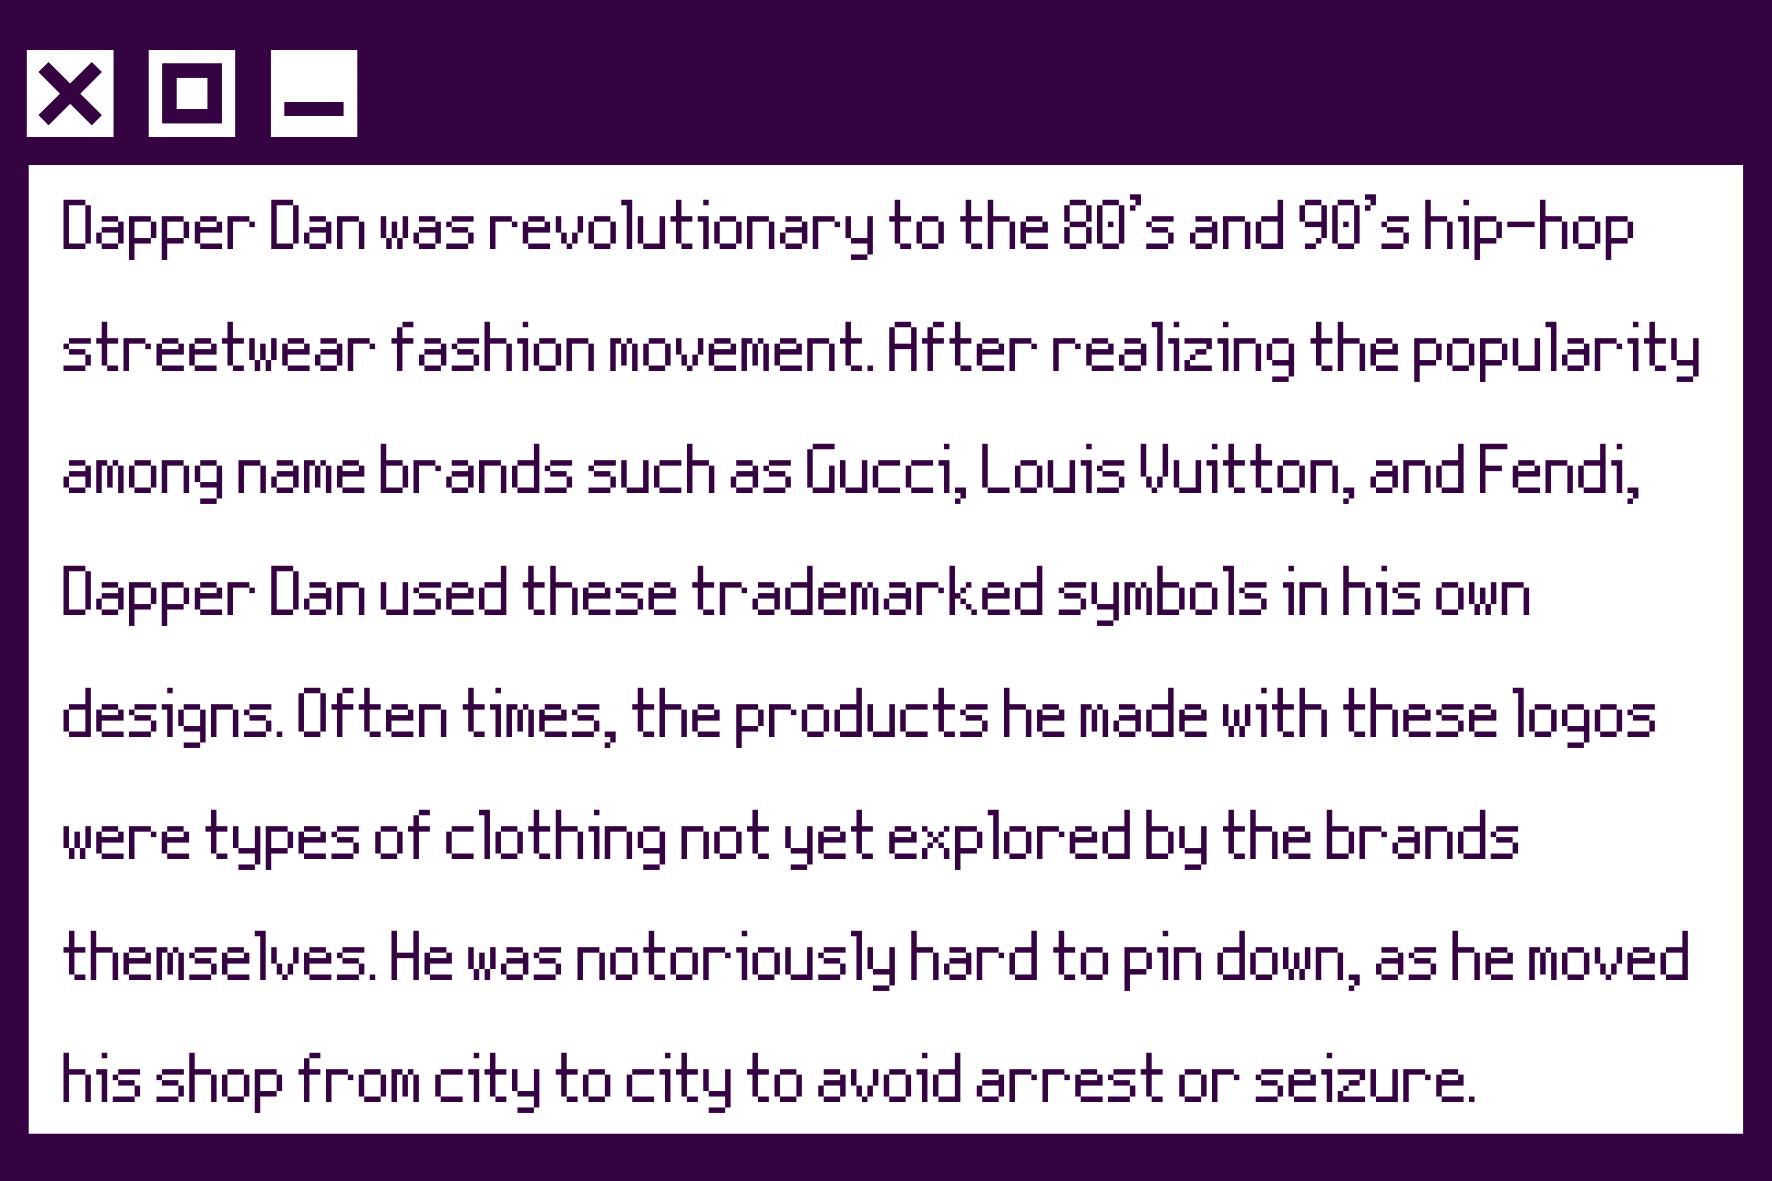 Dapper Dan was revolutionary to the 80's and 90's hip-hop
streetwear fashion movement. After realizing the popularity
among name brands such as Gucci, Louis Vuitton, and Fendi,
Dapper Dan used these trademarked symbols in his own
designs. Often times, the products he made with these logos
were types of clothing not yet explored by the brands
themselves. He was notoriously hard to pin down, as he moved
his shop from city to city to avoid arrest or seizure.